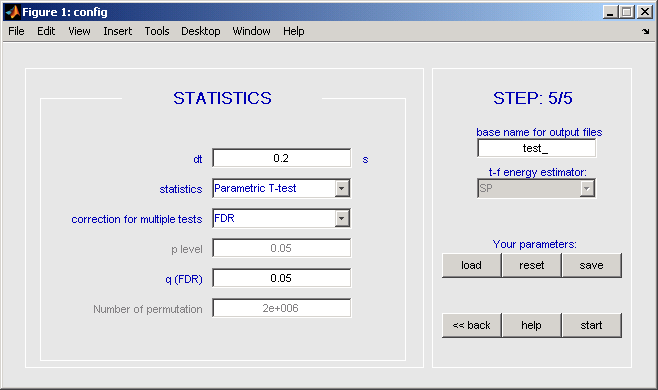 Figure 1: config
File Edit View Insert Tools Desktop Window Help
STATISTICS
dt 0.2 s
statistics Parametric T-test
correction for multiple tests FDR
p level 0.05
q (FDR) 0.05
Number of permutation 2e+006
STEP: 5/5
base name for output files
test_
t-f energy estimator:
SP
Your parameters:
load reset save
<< back help start